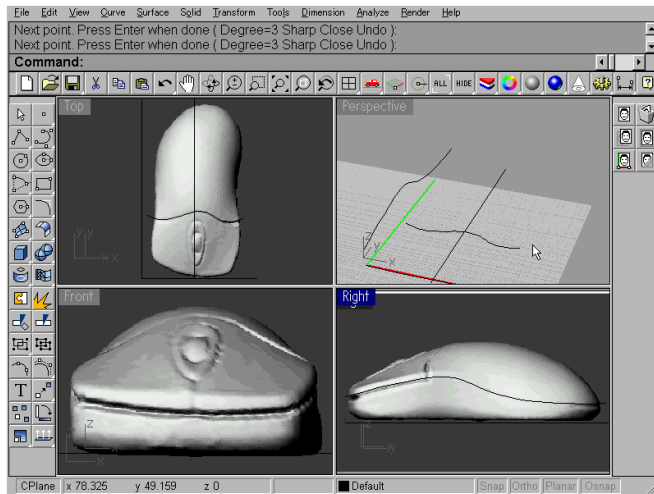 File Edit View Curve Surface Solid Transform Tools Dimension Analyze Render Help
Next point. Press Enter when done ( Degree=3 Sharp Close Undo ):
Next point. Press Enter when done ( Degree=3 Sharp Close Undo ):
Command:
ALL HIDE
Top
Perspective
y y
x
z
y
x
Front
Right
T
z
x
z
y
CPlane x 78.325 y 49.159 z 0 Default Snap Ortho Planar Osnap